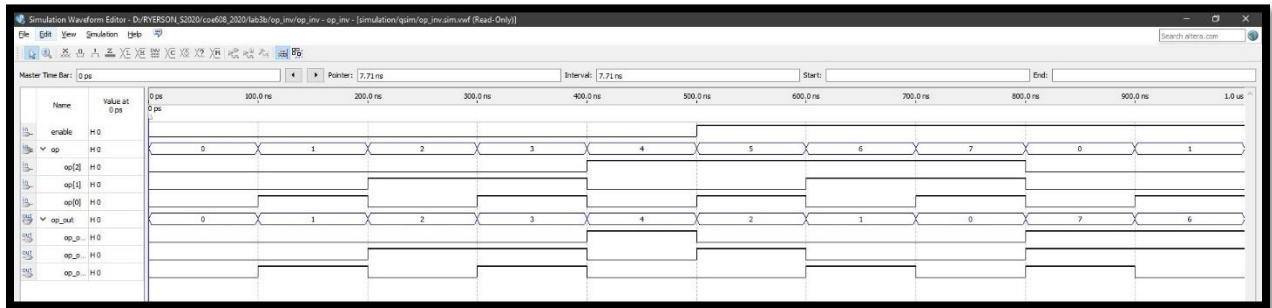 Simulation Waveform Editor - D:/RYERSON_S2020/coe608_2020/lab3b/op_inv/op_inv - op_inv - [simulation/qsim/op_inv.sim.vwf (Read-Only)]
File Edit View Simulation Help
Search altera.com
Master Time Bar: 0 ps Pointer: 7.71 ns Interval: 7.71 ns Start: End:
Name Value at 0 ps 0 ps 100.0 ns 200.0 ns 300.0 ns 400.0 ns 500.0 ns 600.0 ns 700.0 ns 800.0 ns 900.0 ns 1.0 us
0 ps
enable H 0
op H 0 0 1 2 3 4 5 6 7 0 1
op[2] H 0
op[1] H 0
op[0] H 0
op_out H 0 0 1 2 3 4 2 1 0 7 6
op_o... H 0
op_o... H 0
op_o... H 0